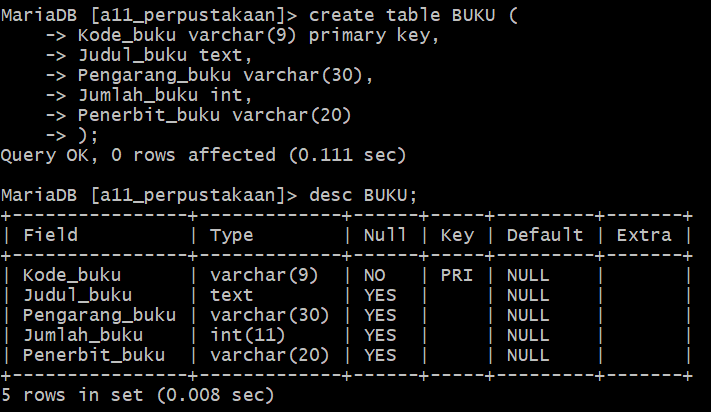 MariaDB [a11_perpustakaan]> create table BUKU (
    -> Kode_buku varchar(9) primary key,
    -> Judul_buku text,
    -> Pengarang_buku varchar(30),
    -> Jumlah_buku int,
    -> Penerbit_buku varchar(20)
    -> );
Query OK, 0 rows affected (0.111 sec)

MariaDB [a11_perpustakaan]> desc BUKU;
+----------------+-------------+------+-----+---------+-------+
| Field          | Type        | Null | Key | Default | Extra |
+----------------+-------------+------+-----+---------+-------+
| Kode_buku      | varchar(9)  | NO   | PRI | NULL    |       |
| Judul_buku     | text        | YES  |     | NULL    |       |
| Pengarang_buku | varchar(30) | YES  |     | NULL    |       |
| Jumlah_buku    | int(11)     | YES  |     | NULL    |       |
| Penerbit_buku  | varchar(20) | YES  |     | NULL    |       |
+----------------+-------------+------+-----+---------+-------+
5 rows in set (0.008 sec)